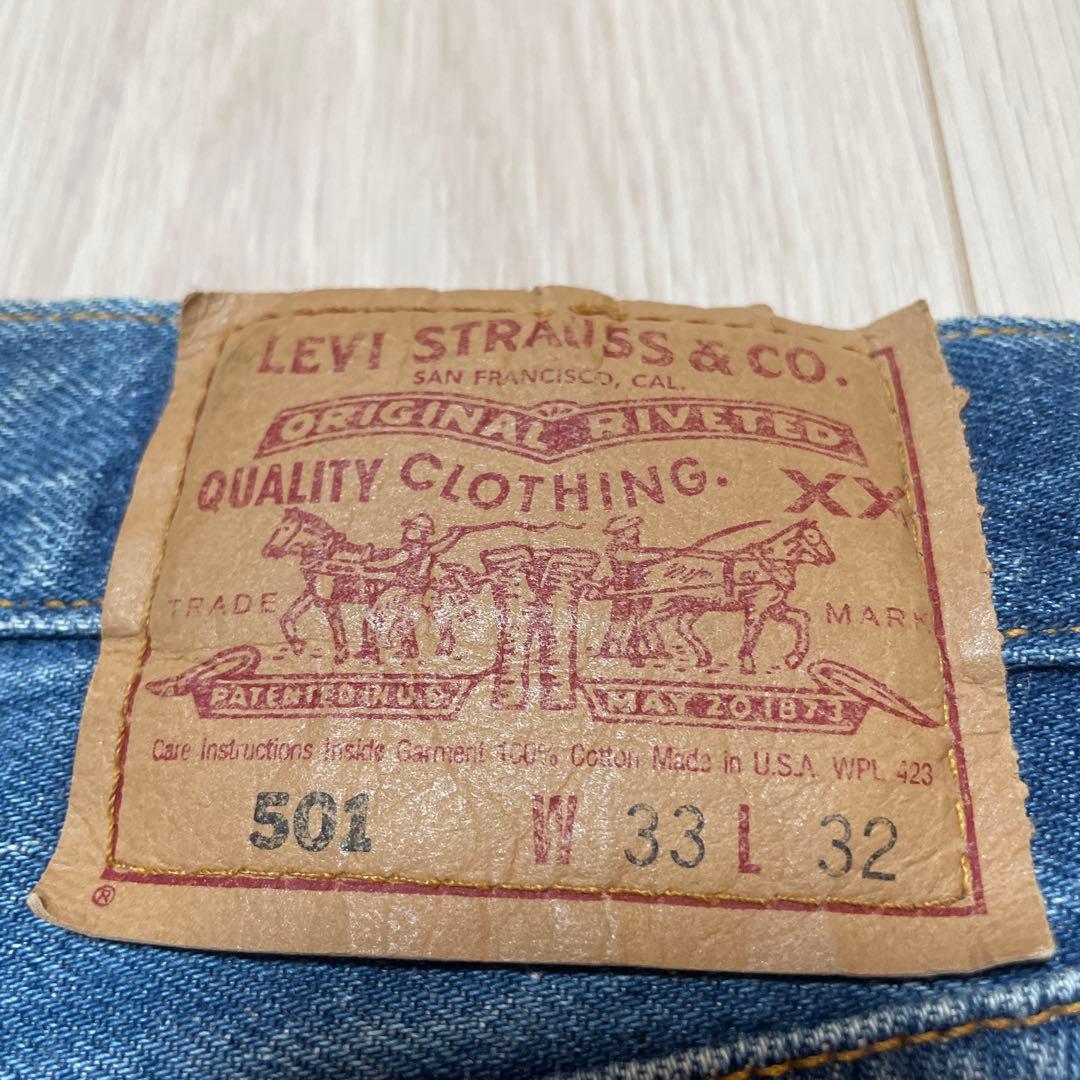 LEVI STRAUSS & CO.
SAN FRANCISCO, CAL.
ORIGINAL RIVETED
QUALITY CLOTHING. XX
TRADE MARK
PATENTED IN U.S. MAY 20.1873
Care Instructions Inside Garment 100% Cotton Made in U.S.A. WPL 423
501 W 33 L 32
®